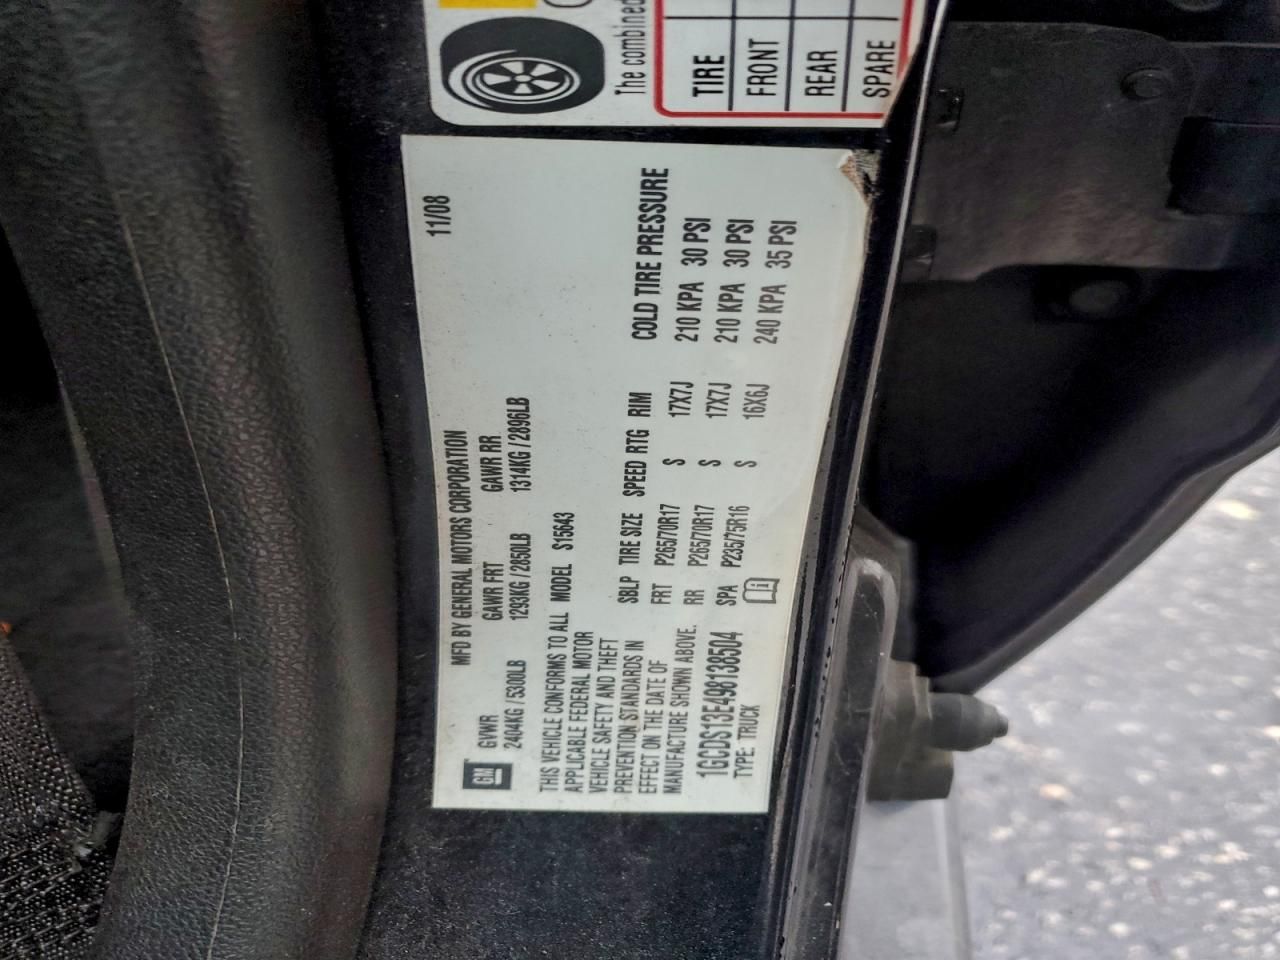 The combined
TIRE
FRONT
REAR
SPARE
MFD BY GENERAL MOTORS CORPORATION 11/08
GVWR GAWR FRT GAWR RR
2404KG / 5300LB 1293KG / 2850LB 1314KG / 2896LB
GM
THIS VEHICLE CONFORMS TO ALL MODEL S15643
APPLICABLE FEDERAL MOTOR
VEHICLE SAFETY AND THEFT
PREVENTION STANDARDS IN
EFFECT ON THE DATE OF
MANUFACTURE SHOWN ABOVE.
SBLP TIRE SIZE SPEED RTG RIM COLD TIRE PRESSURE
FRT P265/70R17 S 17X7J 210 KPA 30 PSI
RR P265/70R17 S 17X7J 210 KPA 30 PSI
SPA P235/75R16 S 16X6J 240 KPA 35 PSI
1GCDS13E498138504
TYPE: TRUCK